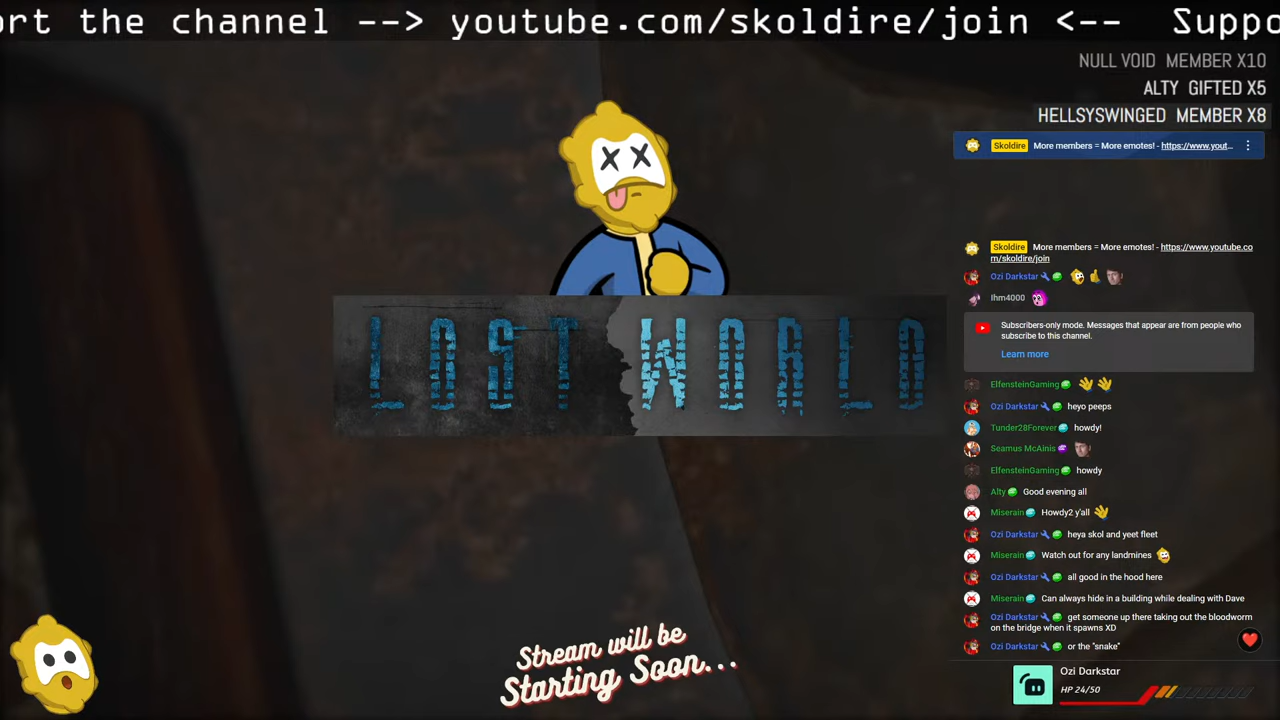 ort the channel --> youtube.com/skoldire/join <-- Suppo
NULL VOID MEMBER X10
ALTY GIFTED X5
HELLSYSWINGED MEMBER X8
Skoldire More members = More emotes! - https://www.yout...
Skoldire More members = More emotes! - https://www.youtube.co
m/skoldire/join
Ozi Darkstar
Ihm4000
Subscribers-only mode. Messages that appear are from people who
subscribe to this channel.
Learn more
ElfensteinGaming
Ozi Darkstar heyo peeps
Tunder28Forever howdy!
Seamus McAinis
ElfensteinGaming howdy
Alty Good evening all
Miserain Howdy2 y'all
Ozi Darkstar heya skol and yeet fleet
Miserain Watch out for any landmines
Ozi Darkstar all good in the hood here
Miserain Can always hide in a building while dealing with Dave
Ozi Darkstar get someone up there taking out the bloodworm
on the bridge when it spawns XD
Ozi Darkstar or the "snake"
LOST WORLD
Stream will be
Starting Soon...
Ozi Darkstar
HP 24/50